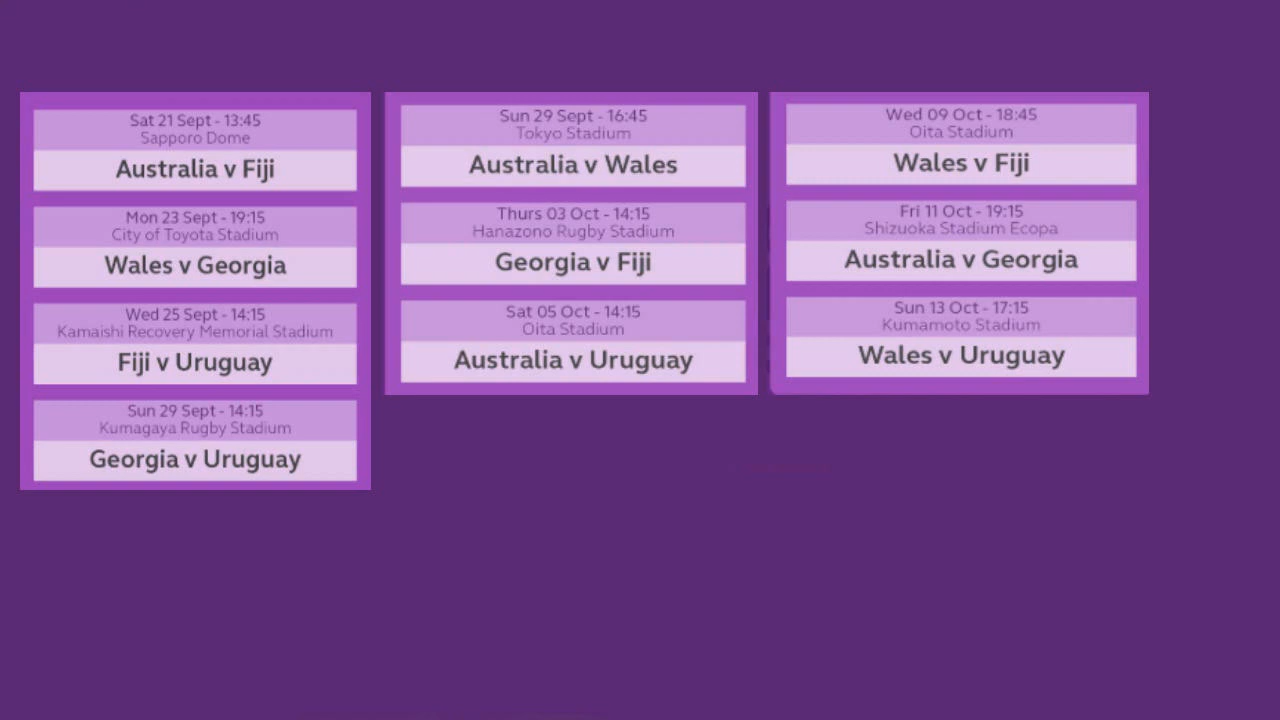 Sat 21 Sept - 13:45
Sapporo Dome
Australia v Fiji
Mon 23 Sept - 19:15
City of Toyota Stadium
Wales v Georgia
Wed 25 Sept - 14:15
Kamaishi Recovery Memorial Stadium
Fiji v Uruguay
Sun 29 Sept - 14:15
Kumagaya Rugby Stadium
Georgia v Uruguay
Sun 29 Sept - 16:45
Tokyo Stadium
Australia v Wales
Thurs 03 Oct - 14:15
Hanazono Rugby Stadium
Georgia v Fiji
Sat 05 Oct - 14:15
Oita Stadium
Australia v Uruguay
Wed 09 Oct - 18:45
Oita Stadium
Wales v Fiji
Fri 11 Oct - 19:15
Shizuoka Stadium Ecopa
Australia v Georgia
Sun 13 Oct - 17:15
Kumamoto Stadium
Wales v Uruguay